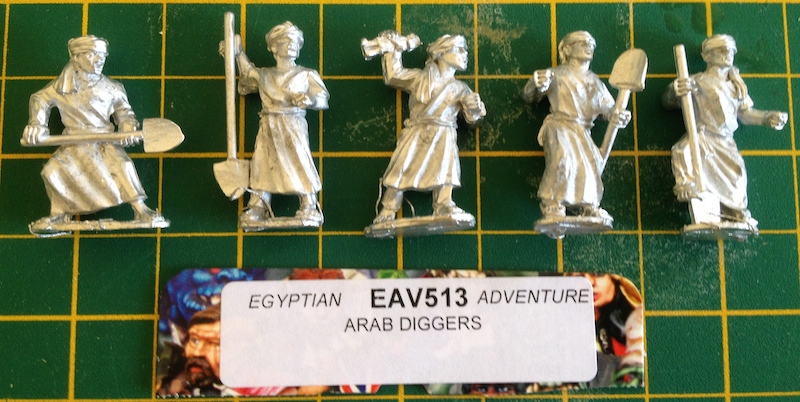 EGYPTIAN EAV513 ADVENTURE
ARAB DIGGERS